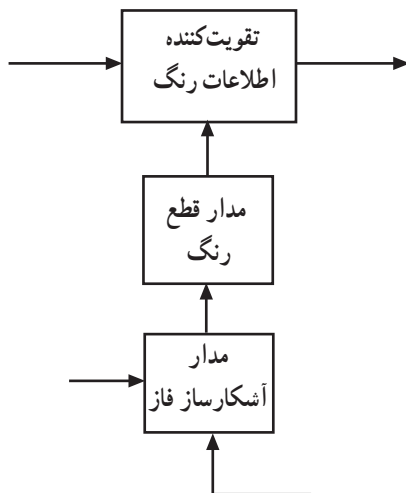 تقویت‌کننده
اطلاعات رنگ
مدار قطع
رنگ
مدار
آشکارساز فاز